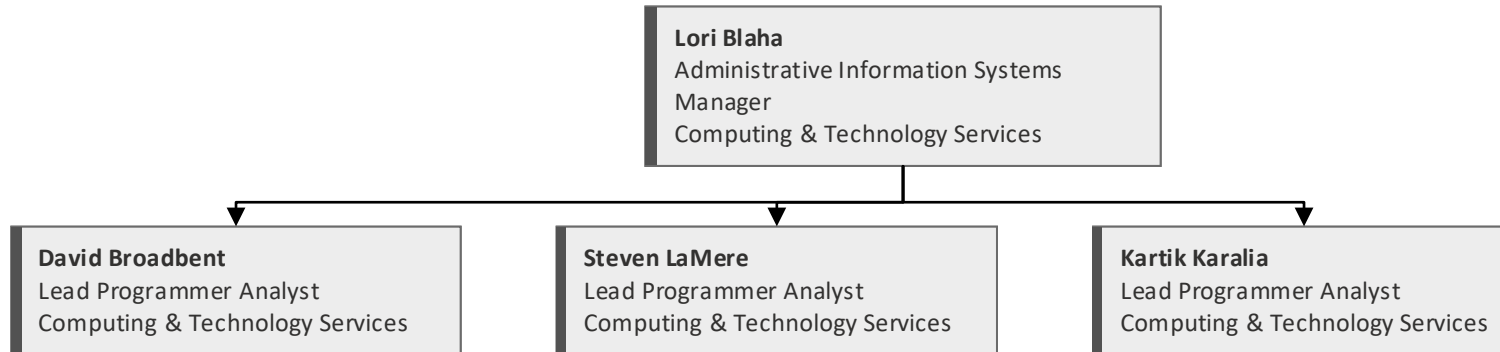 Lori Blaha
Administrative Information Systems
Manager
Computing & Technology Services
David Broadbent
Lead Programmer Analyst
Computing & Technology Services
Steven LaMere
Lead Programmer Analyst
Computing & Technology Services
Kartik Karalia
Lead Programmer Analyst
Computing & Technology Services